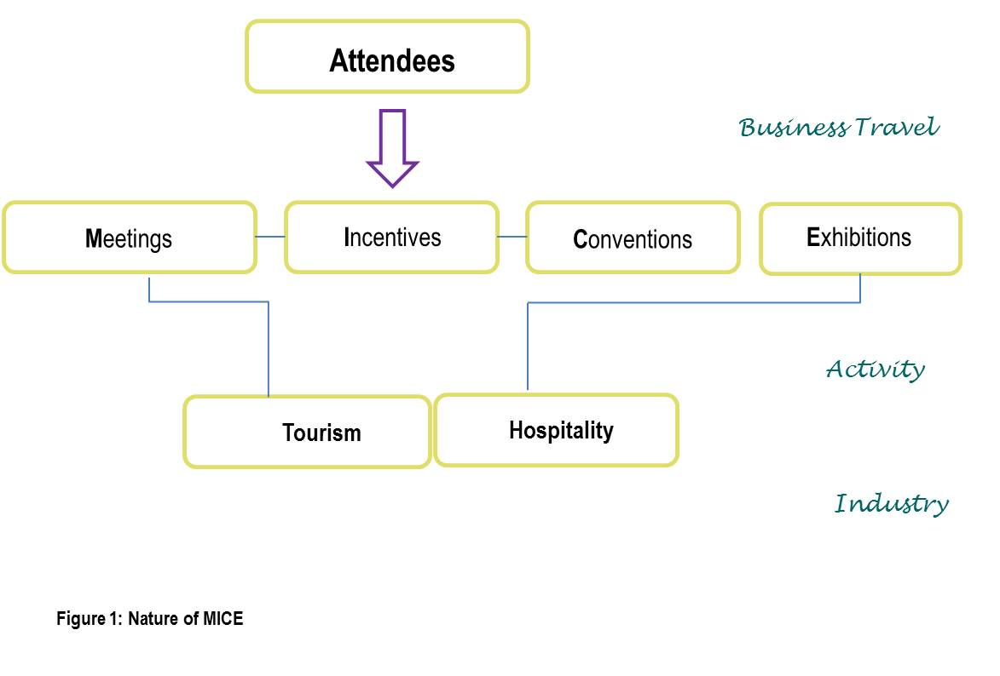 Attendees
Business Travel
Meetings
Incentives
Conventions
Exhibitions
Activity
Tourism
Hospitality
Industry
Figure 1: Nature of MICE